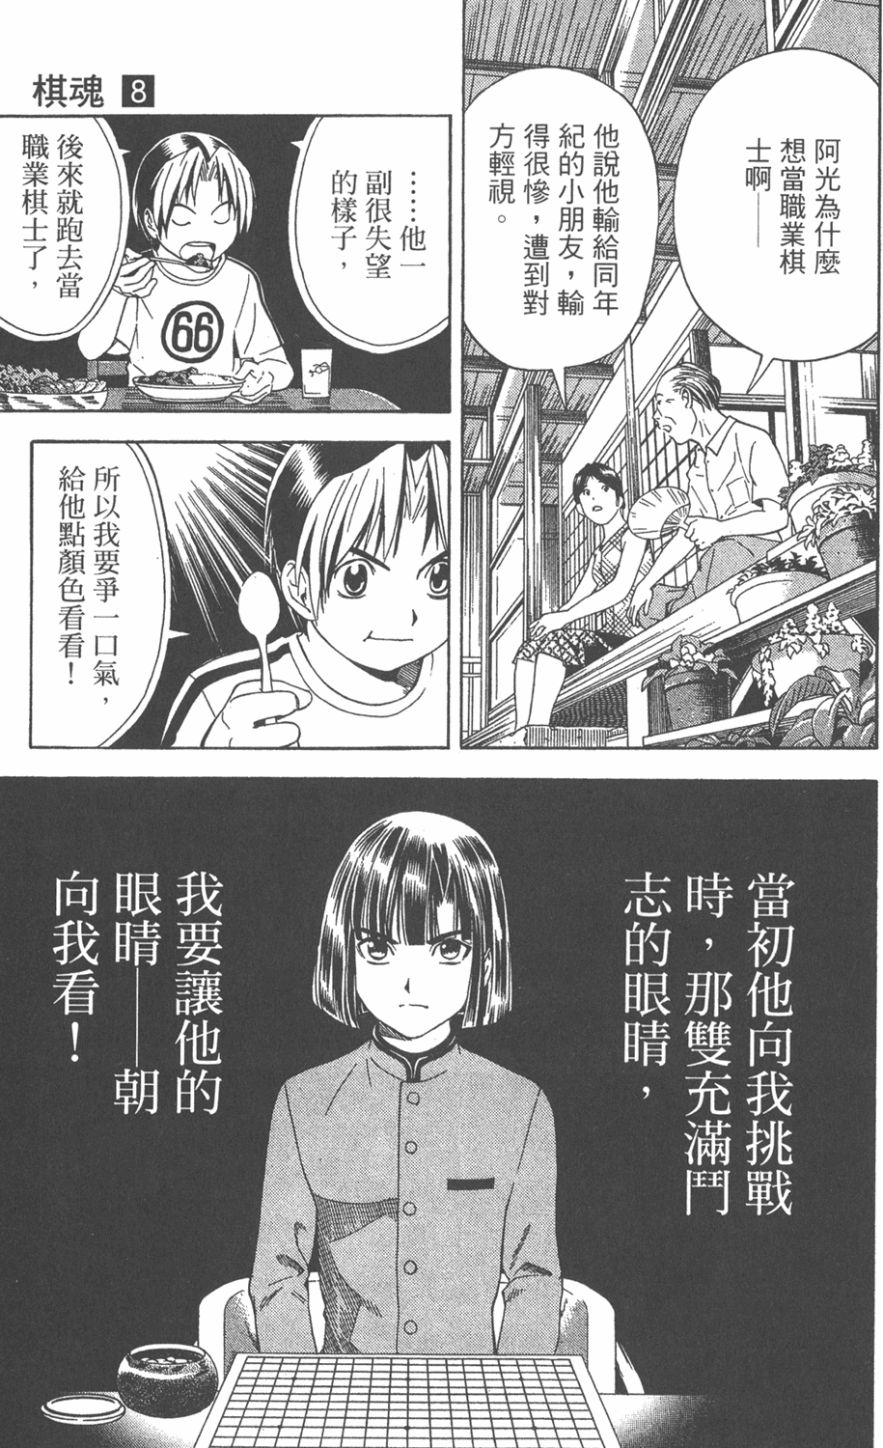 棋魂 8
阿光為什麼
想當職業棋
士啊——
他說他輸給同年
紀的小朋友，輸
得很慘，遭到對
方輕視。
……他一
副很失望
的樣子，
後來就跑去當
職業棋士了，
66
所以我要爭一口氣，
給他點顏色看看！
當初他向我挑戰
時，那雙充滿鬥
志的眼睛，
我要讓他的
眼睛——朝
向我看！